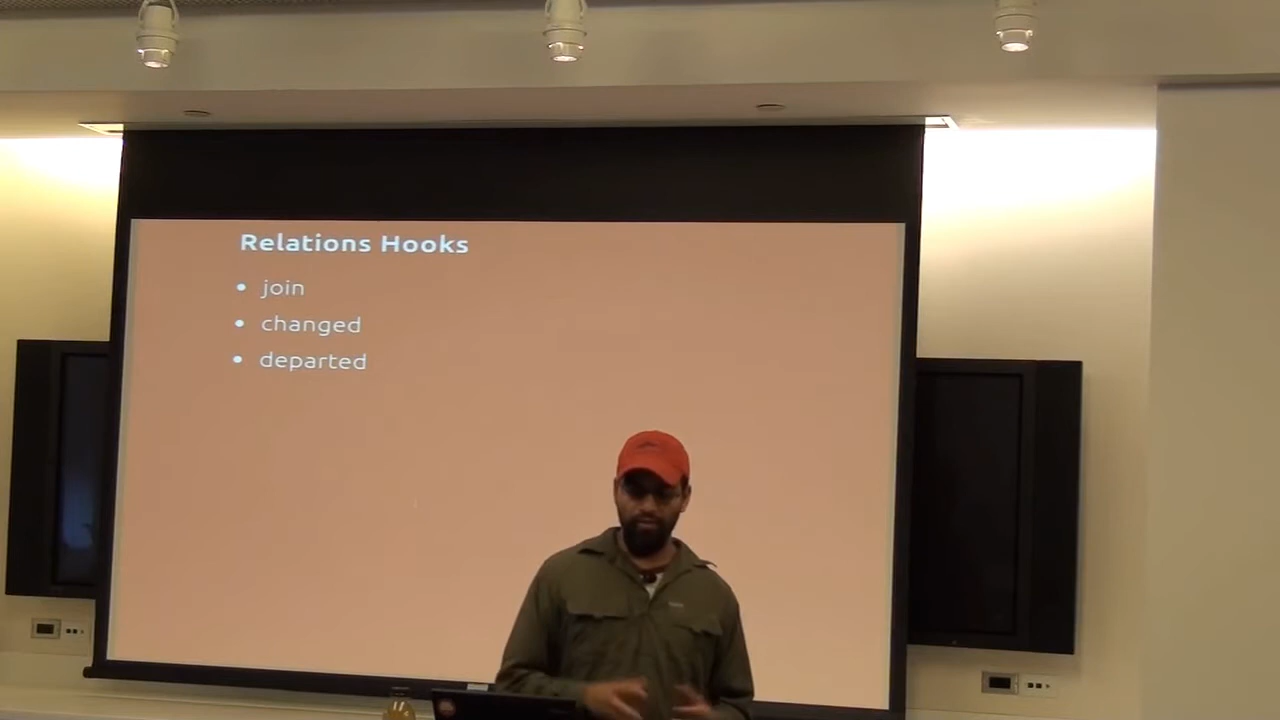 Relations Hooks
• join
• changed
• departed